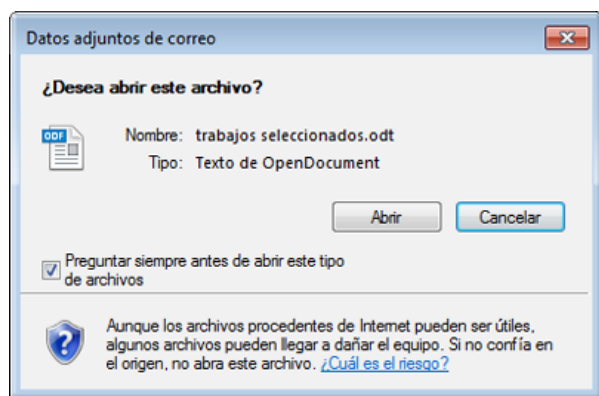 Datos adjuntos de correo
¿Desea abrir este archivo?
ODF
Nombre: trabajos seleccionados.odt
Tipo: Texto de OpenDocument
Abrir Cancelar
Preguntar siempre antes de abrir este tipo
de archivos
Aunque los archivos procedentes de Internet pueden ser útiles,
algunos archivos pueden llegar a dañar el equipo. Si no confía en
el origen, no abra este archivo. ¿Cuál es el riesgo?